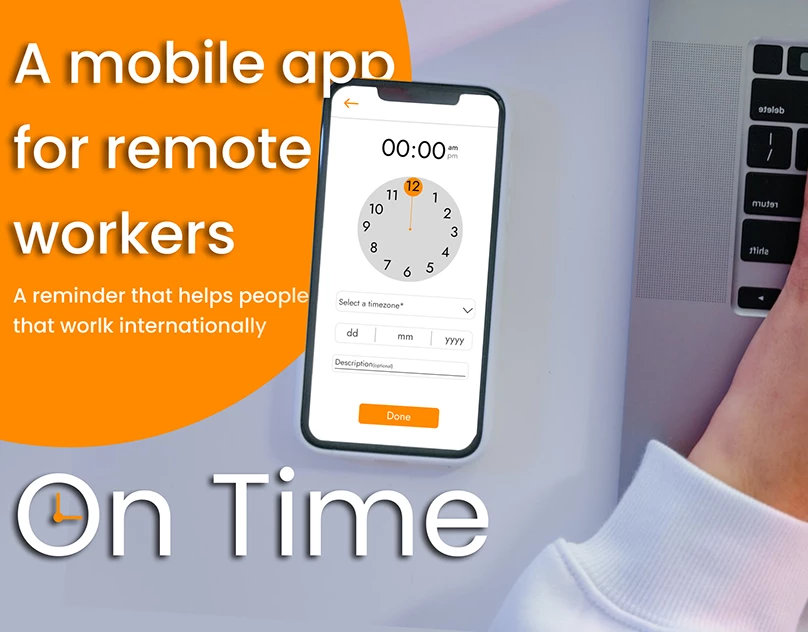 A mobile app
for remote
workers
A reminder that helps people
that worlk internationally
00:00 am
pm
12
11 1
10 2
9 3
8 4
7 5
6
Select a timezone*
dd mm yyyy
Description(optional)
Done
On Time
delete
\ /
return
shift